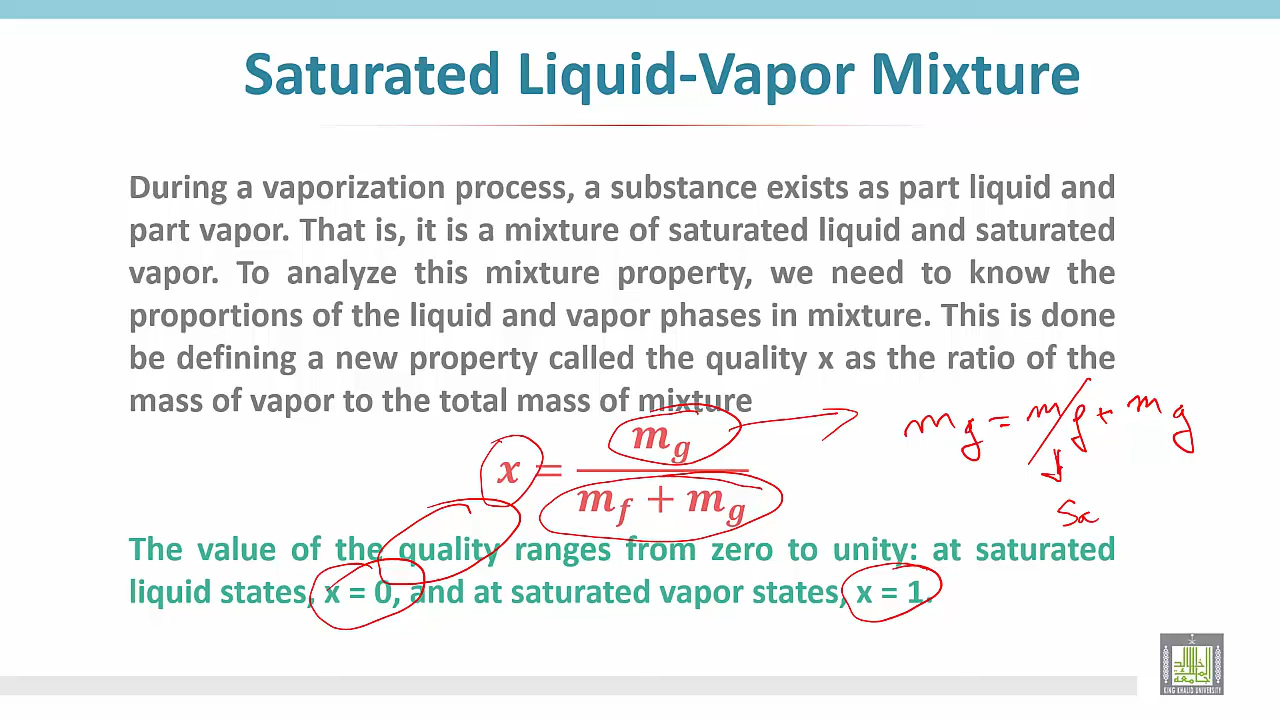 Saturated Liquid-Vapor Mixture
During a vaporization process, a substance exists as part liquid and
part vapor. That is, it is a mixture of saturated liquid and saturated
vapor. To analyze this mixture property, we need to know the
proportions of the liquid and vapor phases in mixture. This is done
be defining a new property called the quality x as the ratio of the
mass of vapor to the total mass of mixture
x = m_g / (m_f + m_g)
m_g = m_f + m_g
Sa
The value of the quality ranges from zero to unity: at saturated
liquid states, x = 0, and at saturated vapor states, x = 1.
KING KHALID UNIVERSITY